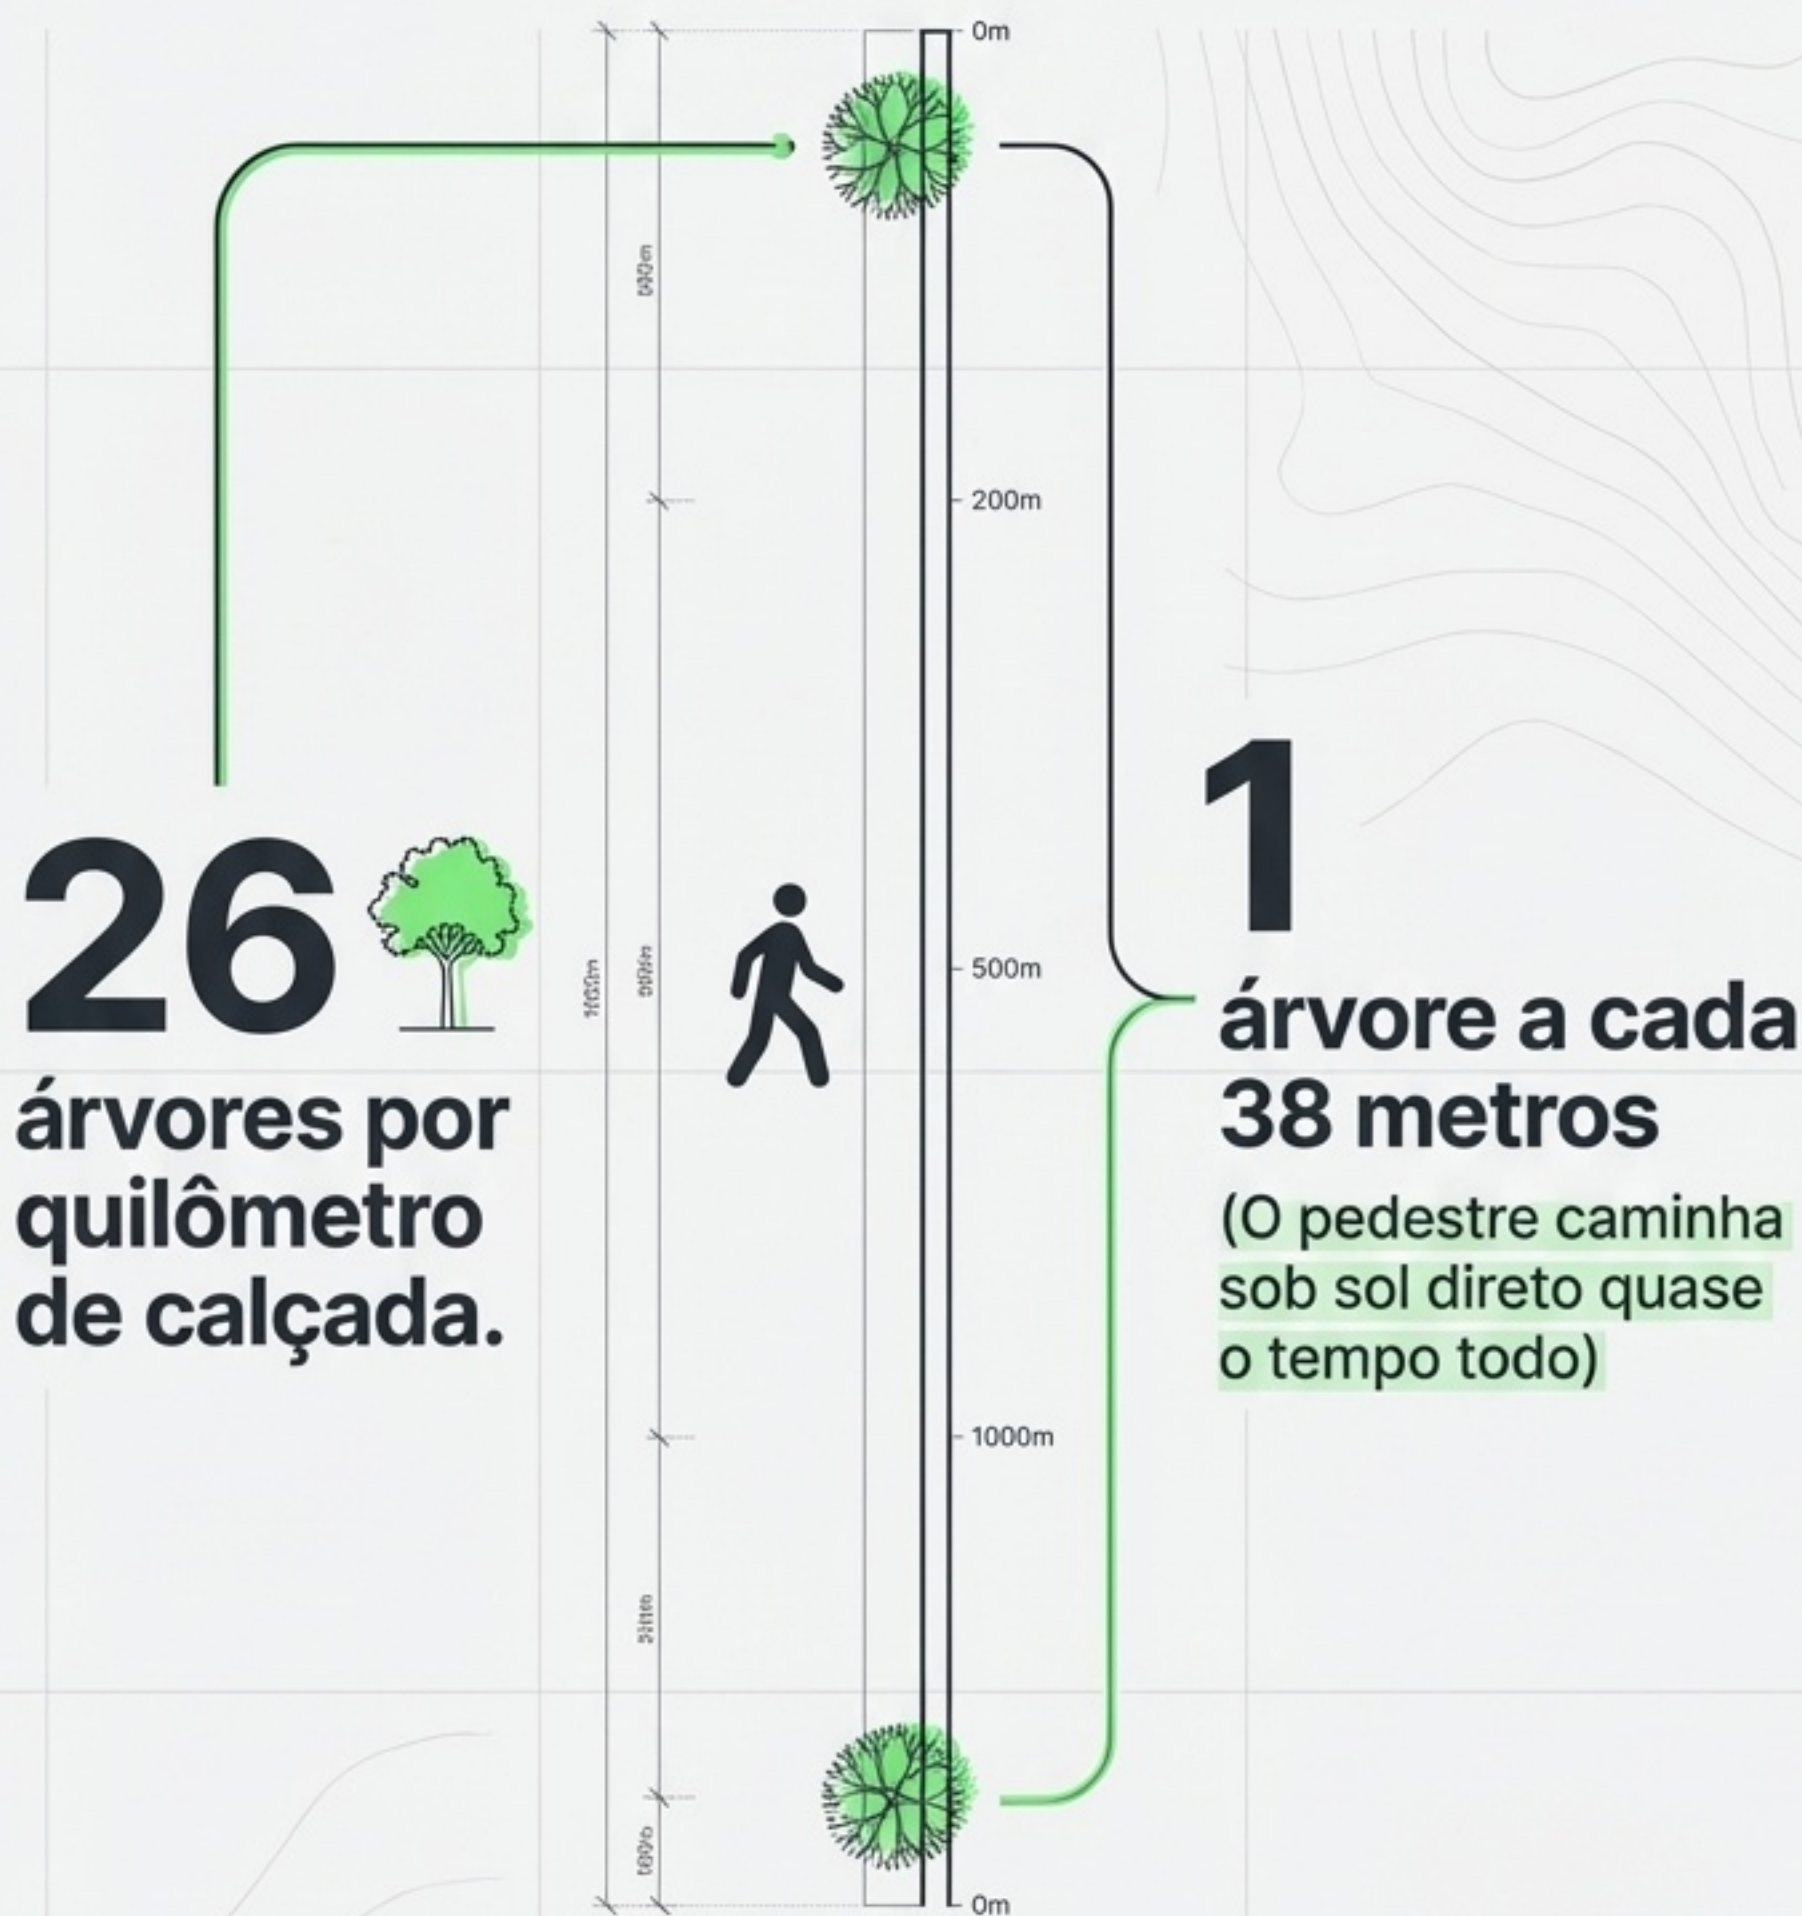 0m
200m
500m
1000m
0m
26
árvores por
quilômetro
de calçada.
1
árvore a cada
38 metros
(O pedestre caminha
sob sol direto quase
o tempo todo)